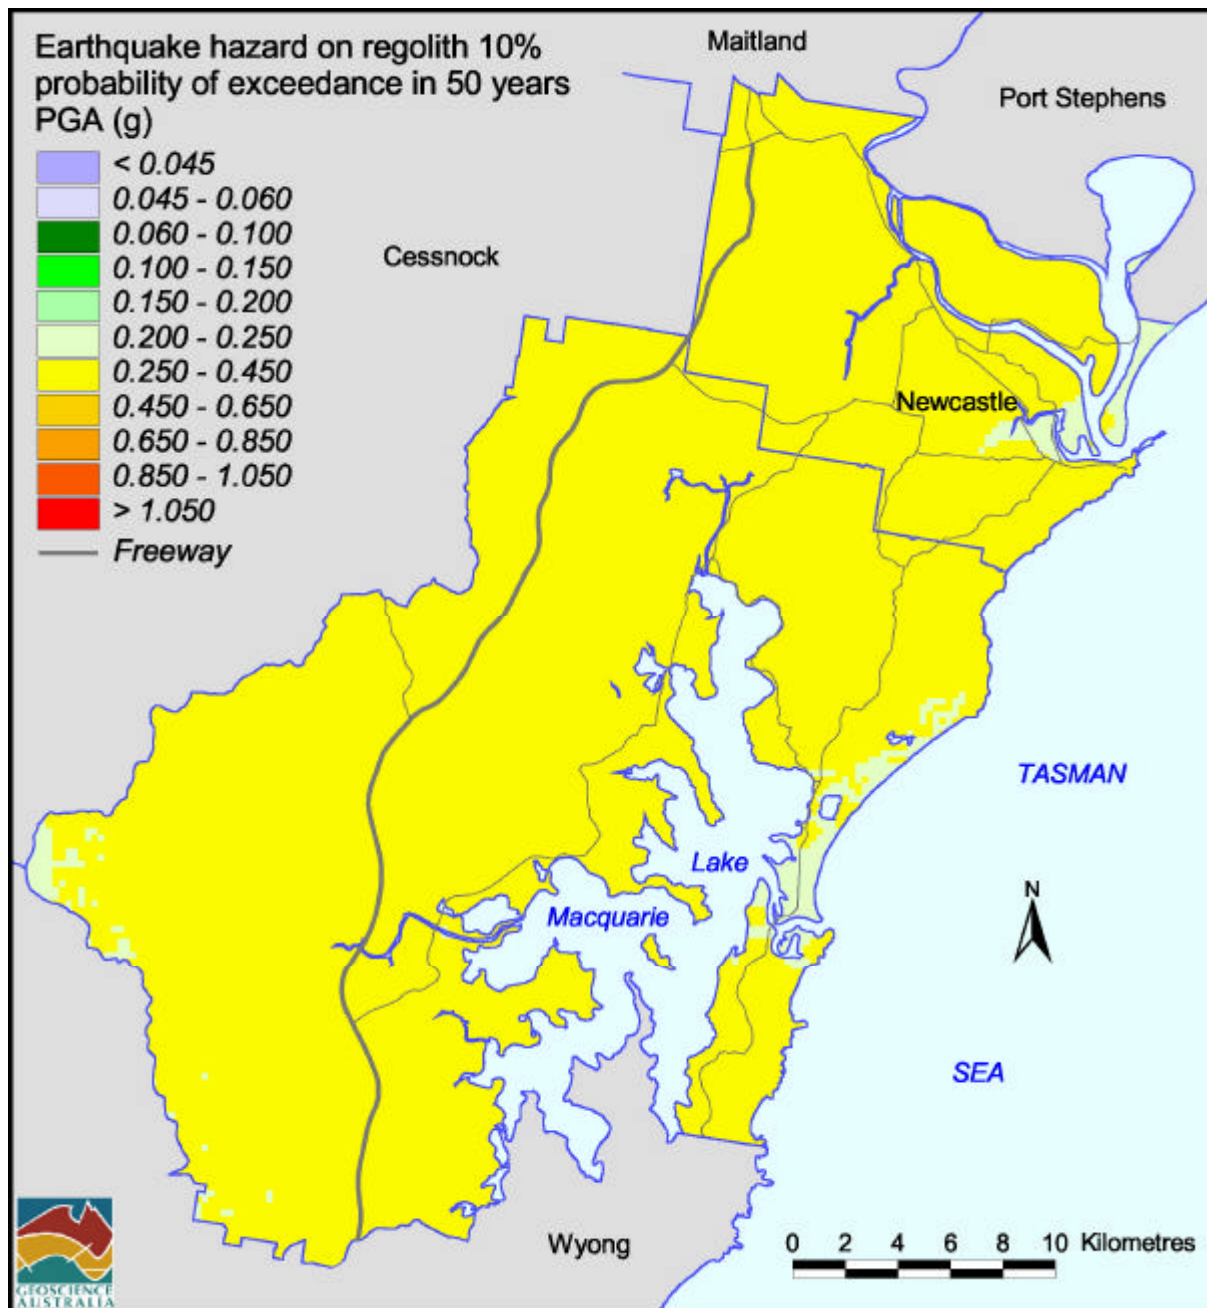 Earthquake hazard on regolith 10%
probability of exceedance in 50 years
PGA (g)
< 0.045
0.045 - 0.060
0.060 - 0.100
0.100 - 0.150
0.150 - 0.200
0.200 - 0.250
0.250 - 0.450
0.450 - 0.650
0.650 - 0.850
0.850 - 1.050
> 1.050
Freeway
Maitland
Port Stephens
Cessnock
Newcastle
TASMAN
Lake
Macquarie
N
SEA
Wyong
0 2 4 6 8 10 Kilometres
GEOSCIENCE
AUSTRALIA